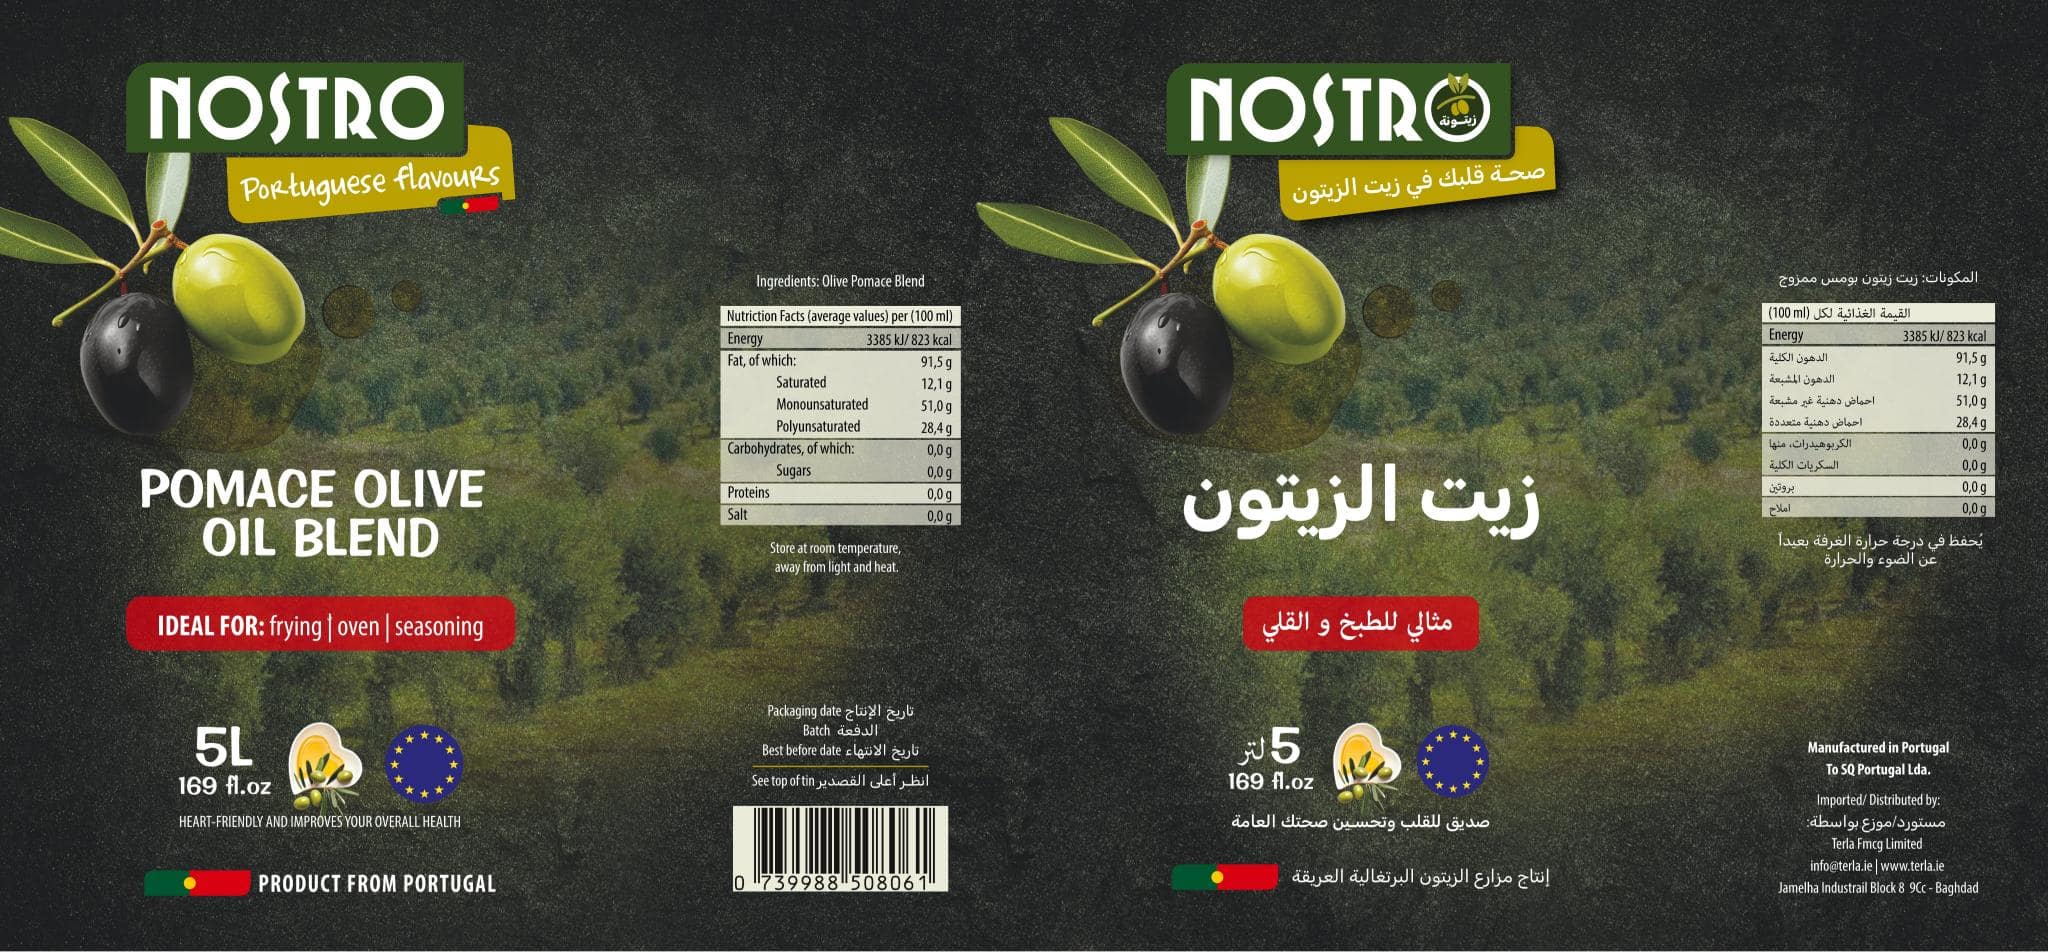 NOSTRO
Portuguese flavours
POMACE OLIVE
OIL BLEND
IDEAL FOR: frying | oven | seasoning
5L
169 fl.oz
HEART-FRIENDLY AND IMPROVES YOUR OVERALL HEALTH
PRODUCT FROM PORTUGAL
Ingredients: Olive Pomace Blend
Nutriction Facts (average values) per (100 ml)
Energy 3385 kJ/ 823 kcal
Fat, of which: 91,5 g
Saturated 12,1 g
Monounsaturated 51,0 g
Polyunsaturated 28,4 g
Carbohydrates, of which: 0,0 g
Sugars 0,0 g
Proteins 0,0 g
Salt 0,0 g
Store at room temperature,
away from light and heat.
Packaging date تاريخ الإنتاج
Batch الدفعة
Best before date تاريخ الانتهاء
See top of tin انظر أعلى القصدير
0 739988 508061
NOSTRO
زيتونة
صحة قلبك في زيت الزيتون
زيت الزيتون
مثالي للطبخ و القلي
5 لتر
169 fl.oz
صديق للقلب وتحسين صحتك العامة
إنتاج مزارع الزيتون البرتغالية العريقة
المكونات: زيت زيتون بومس ممزوج
القيمة الغذائية لكل (100 ml)
Energy 3385 kJ/ 823 kcal
الدهون الكلية 91,5 g
الدهون المشبعة 12,1 g
احماض دهنية غير مشبعة 51,0 g
احماض دهنية متعددة 28,4 g
الكربوهيدرات، منها 0,0 g
السكريات الكلية 0,0 g
بروتين 0,0 g
املاح 0,0 g
يُحفظ في درجة حرارة الغرفة بعيداً
عن الضوء والحرارة
Manufactured in Portugal
To SQ Portugal Lda.
Imported/ Distributed by:
مستورد/موزع بواسطة:
Terla Fmcg Limited
info@terla.ie | www.terla.ie
Jamelha Industrail Block 8 9Cc - Baghdad